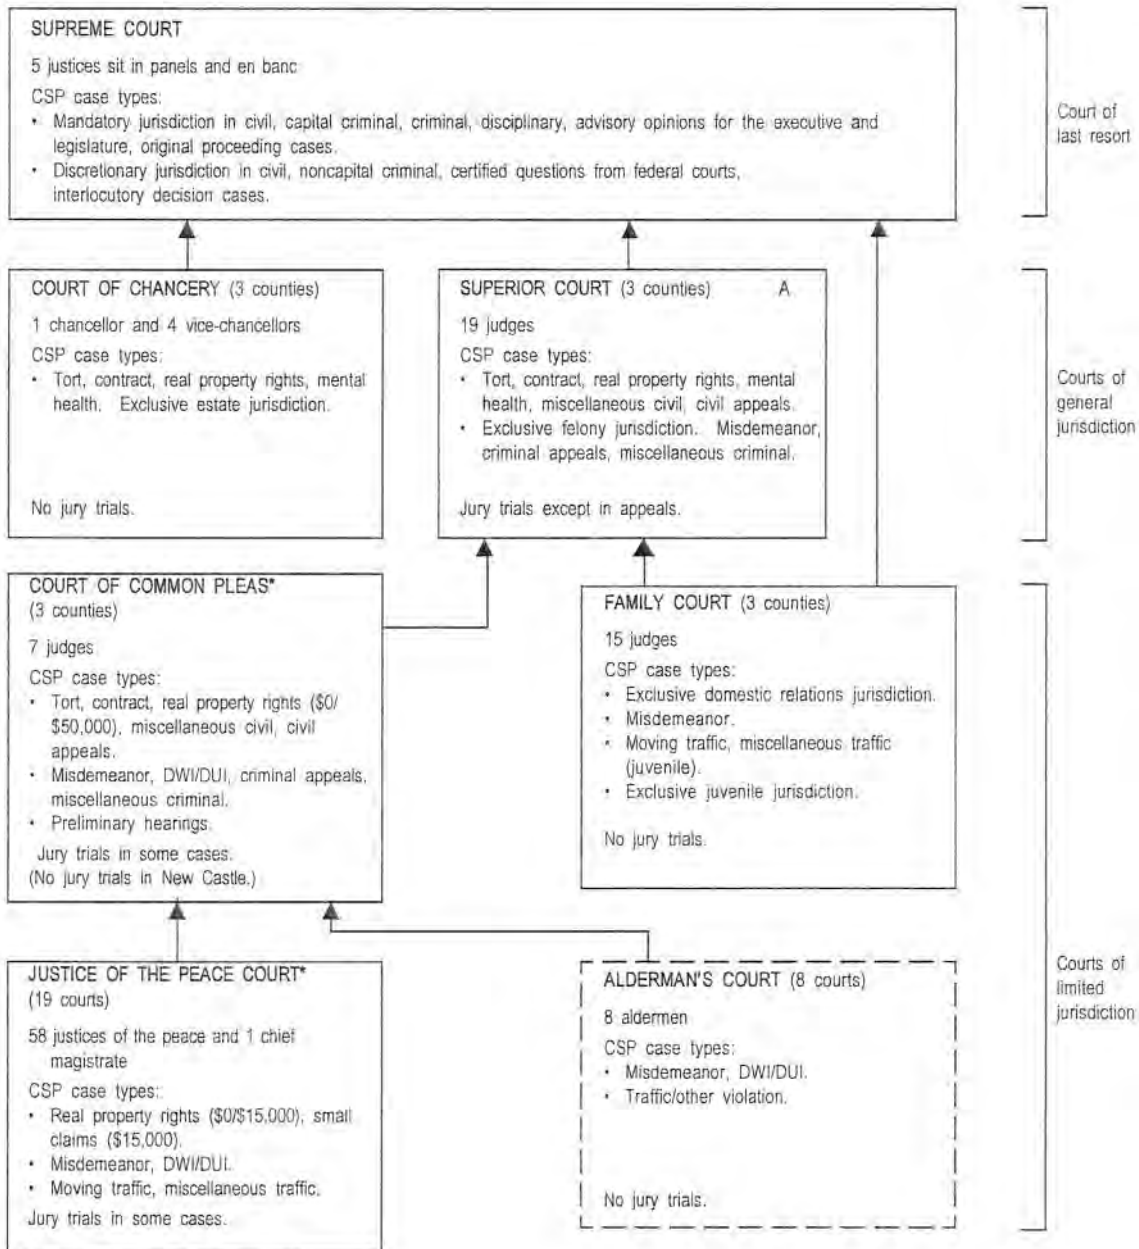 SUPREME COURT
5 justices sit in panels and en banc
CSP case types:
• Mandatory jurisdiction in civil, capital criminal, criminal, disciplinary, advisory opinions for the executive and
legislature, original proceeding cases.
• Discretionary jurisdiction in civil, noncapital criminal, certified questions from federal courts,
interlocutory decision cases.
Court of
last resort
COURT OF CHANCERY (3 counties)
1 chancellor and 4 vice-chancellors
CSP case types:
• Tort, contract, real property rights, mental
health. Exclusive estate jurisdiction.
No jury trials.
SUPERIOR COURT (3 counties) A
19 judges
CSP case types:
• Tort, contract, real property rights, mental
health, miscellaneous civil, civil appeals.
• Exclusive felony jurisdiction. Misdemeanor,
criminal appeals, miscellaneous criminal.
Jury trials except in appeals.
Courts of
general
jurisdiction
COURT OF COMMON PLEAS*
(3 counties)
7 judges
CSP case types:
• Tort, contract, real property rights ($0/
$50,000), miscellaneous civil, civil
appeals.
• Misdemeanor, DWI/DUI, criminal appeals,
miscellaneous criminal.
• Preliminary hearings.
Jury trials in some cases.
(No jury trials in New Castle.)
FAMILY COURT (3 counties)
15 judges
CSP case types:
• Exclusive domestic relations jurisdiction.
• Misdemeanor.
• Moving traffic, miscellaneous traffic
(juvenile).
• Exclusive juvenile jurisdiction.
No jury trials.
JUSTICE OF THE PEACE COURT*
(19 courts)
58 justices of the peace and 1 chief
magistrate
CSP case types:
• Real property rights ($0/$15,000), small
claims ($15,000).
• Misdemeanor, DWI/DUI.
• Moving traffic, miscellaneous traffic.
Jury trials in some cases.
ALDERMAN'S COURT (8 courts)
8 aldermen
CSP case types:
• Misdemeanor, DWI/DUI.
• Traffic/other violation.
No jury trials.
Courts of
limited
jurisdiction